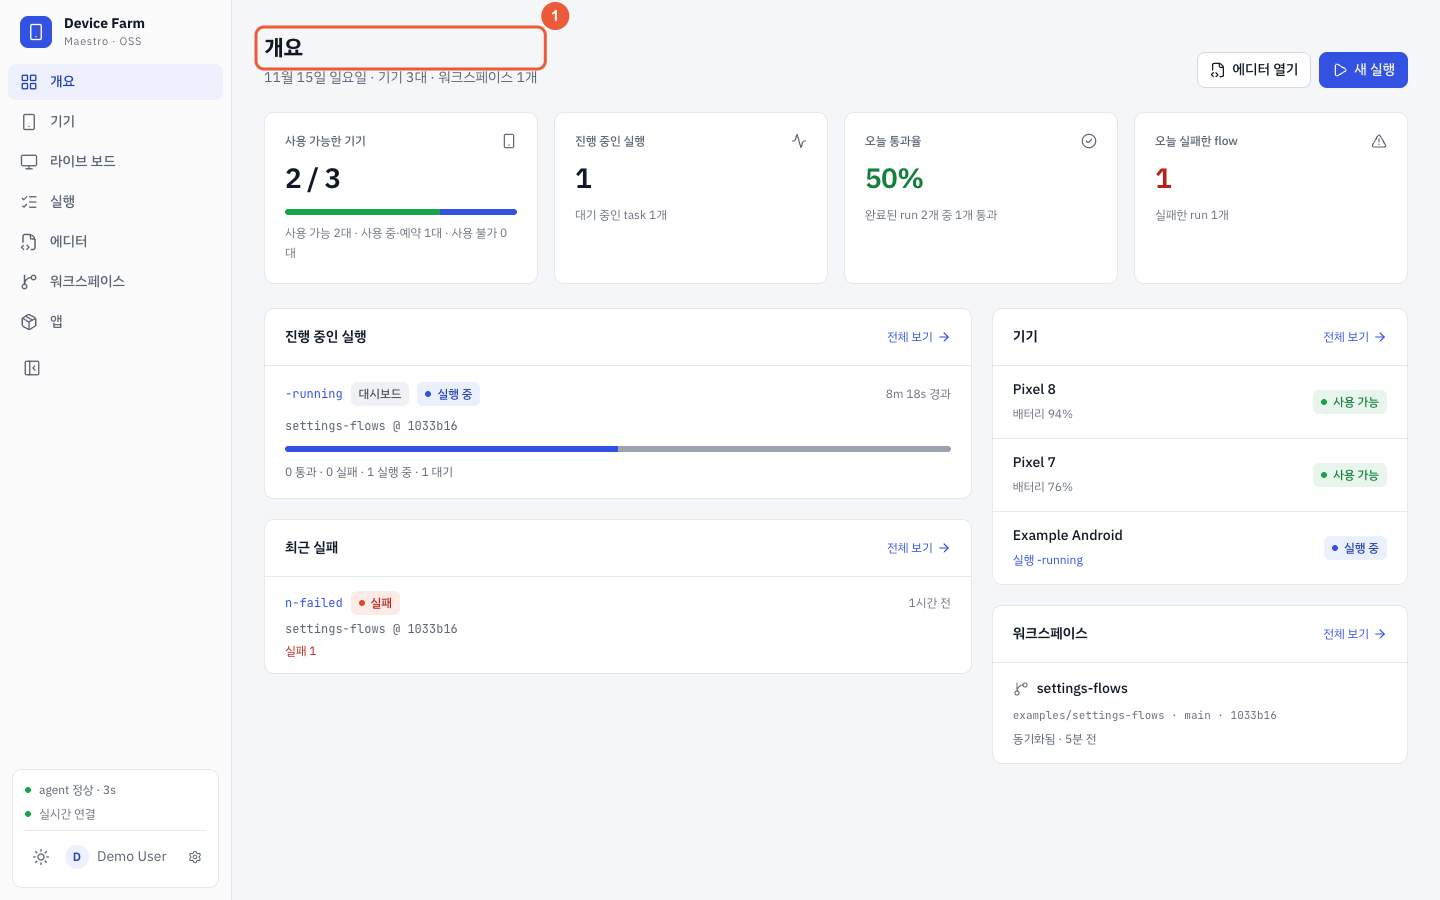 Device Farm
Maestro · OSS
개요
기기
라이브 보드
실행
에디터
워크스페이스
앱
agent 정상 · 3s
실시간 연결
D Demo User
1
개요
11월 15일 일요일 · 기기 3대 · 워크스페이스 1개
에디터 열기
새 실행
사용 가능한 기기
2 / 3
사용 가능 2대 · 사용 중·예약 1대 · 사용 불가 0
대
진행 중인 실행
1
대기 중인 task 1개
오늘 통과율
50%
완료된 run 2개 중 1개 통과
오늘 실패한 flow
1
실패한 run 1개
진행 중인 실행 전체 보기
-running 대시보드 실행 중 8m 18s 경과
settings-flows @ 1033b16
0 통과 · 0 실패 · 1 실행 중 · 1 대기
최근 실패 전체 보기
n-failed 실패 1시간 전
settings-flows @ 1033b16
실패 1
기기 전체 보기
Pixel 8
배터리 94%
사용 가능
Pixel 7
배터리 76%
사용 가능
Example Android
실행 -running
실행 중
워크스페이스 전체 보기
settings-flows
examples/settings-flows · main · 1033b16
동기화됨 · 5분 전